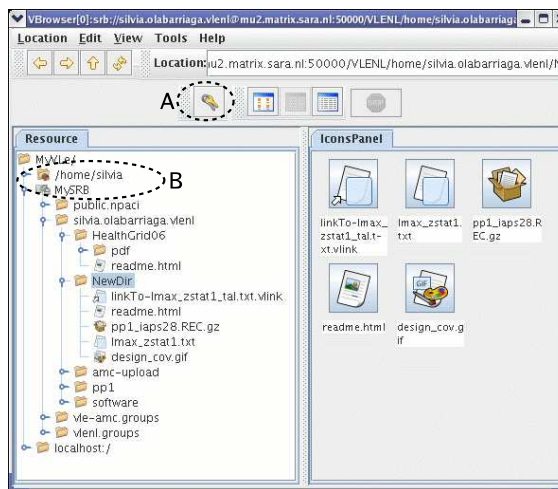 VBrowser[0]:srb://silvia.olabarriaga.vlenl@mu2.matrix.sara.nl:50000/VLENL/home/silvia.olabarriaga
Location Edit View Tools Help
Location: u2.matrix.sara.nl:50000/VLENL/home/silvia.olabarriaga.vlenl/N
A
Resource
IconsPanel
MyVLe/
/home/silvia
B
MySRB
public.npaci
silvia.olabarriaga.vlenl
HealthGrid06
pdf
readme.html
NewDir
linkTo-lmax_zstat1_tal.txt.vlink
readme.html
pp1_iaps28.REC.gz
lmax_zstat1.txt
design_cov.gif
amc-upload
pp1
software
vle-amc.groups
vlenl.groups
localhost:/
linkTo-lmax_
zstat1_tal.t-
xt.vlink
lmax_zstat1.
txt
pp1_iaps28.R
EC.gz
readme.html
GIF
design_cov.g
if